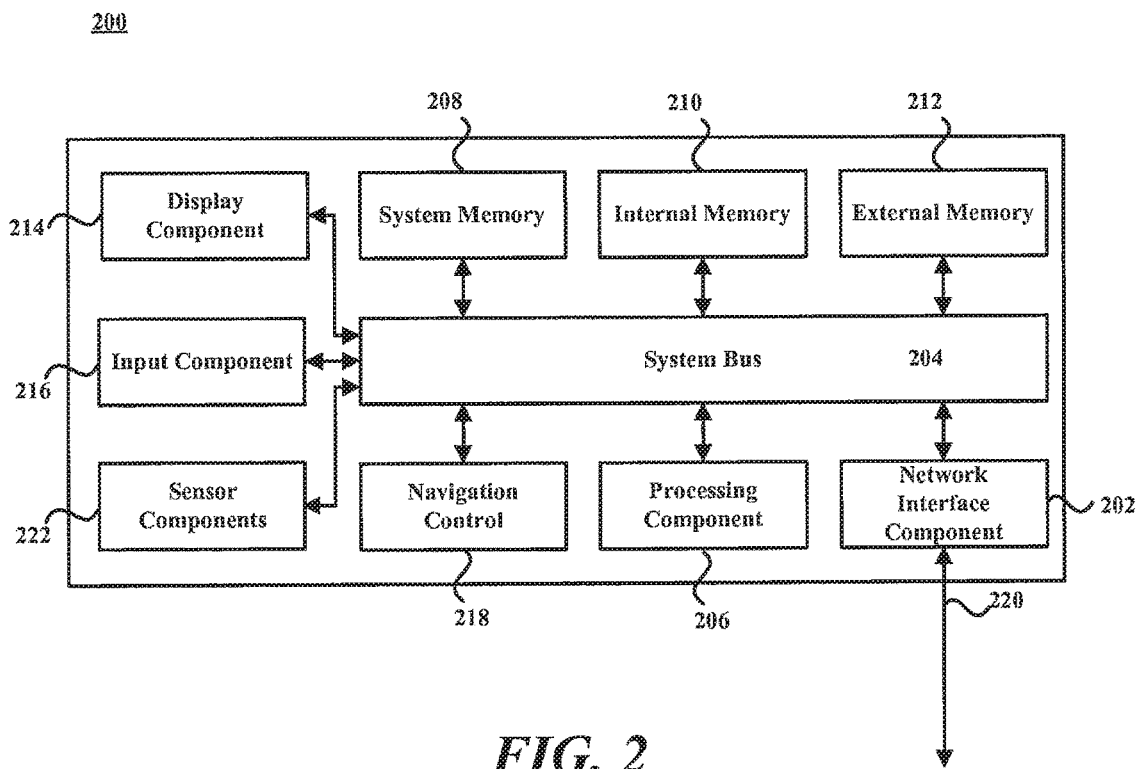 200
208
210
212
Display
Component
214
System Memory
Internal Memory
External Memory
Input Component
216
System Bus
204
Sensor
Components
222
Navigation
Control
Processing
Component
Network
Interface
Component
202
218
206
220
FIG. 2